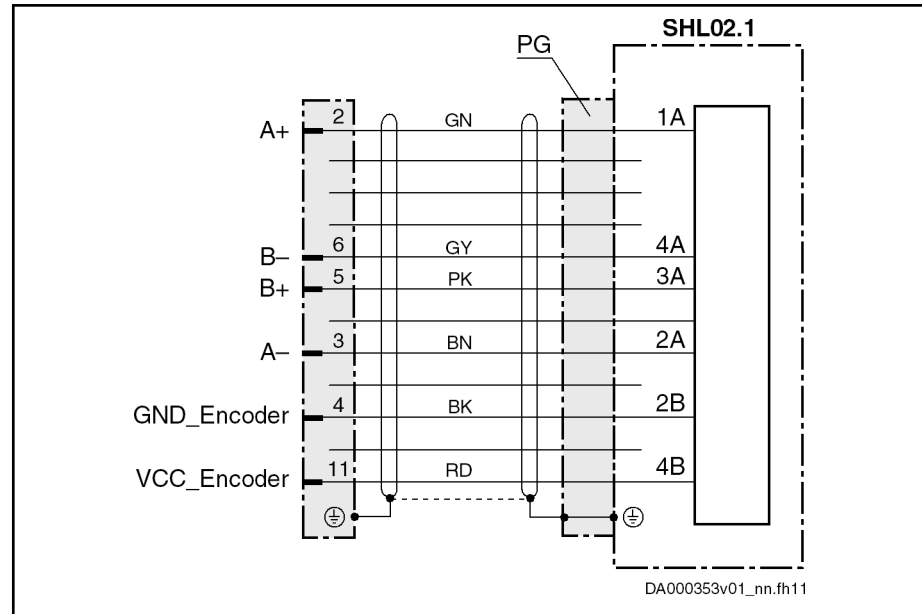 SHL02.1
PG
A+ 2 GN 1A
B– 6 GY 4A
B+ 5 PK 3A
A– 3 BN 2A
GND_Encoder 4 BK 2B
VCC_Encoder 11 RD 4B
DA000353v01_nn.fh11